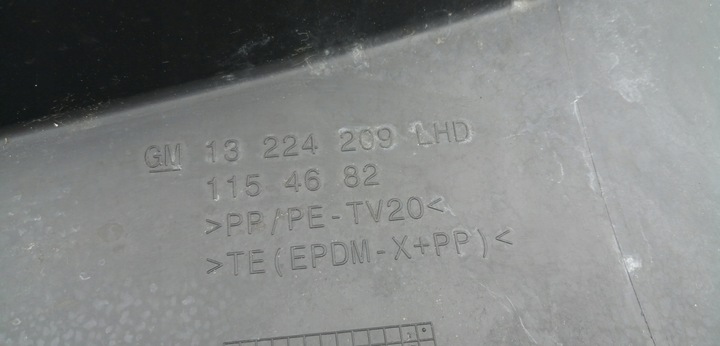 GM 13 224 209 LHD
115 46 82
>PP/PE-TV20<
>TE(EPDM-X+PP)<